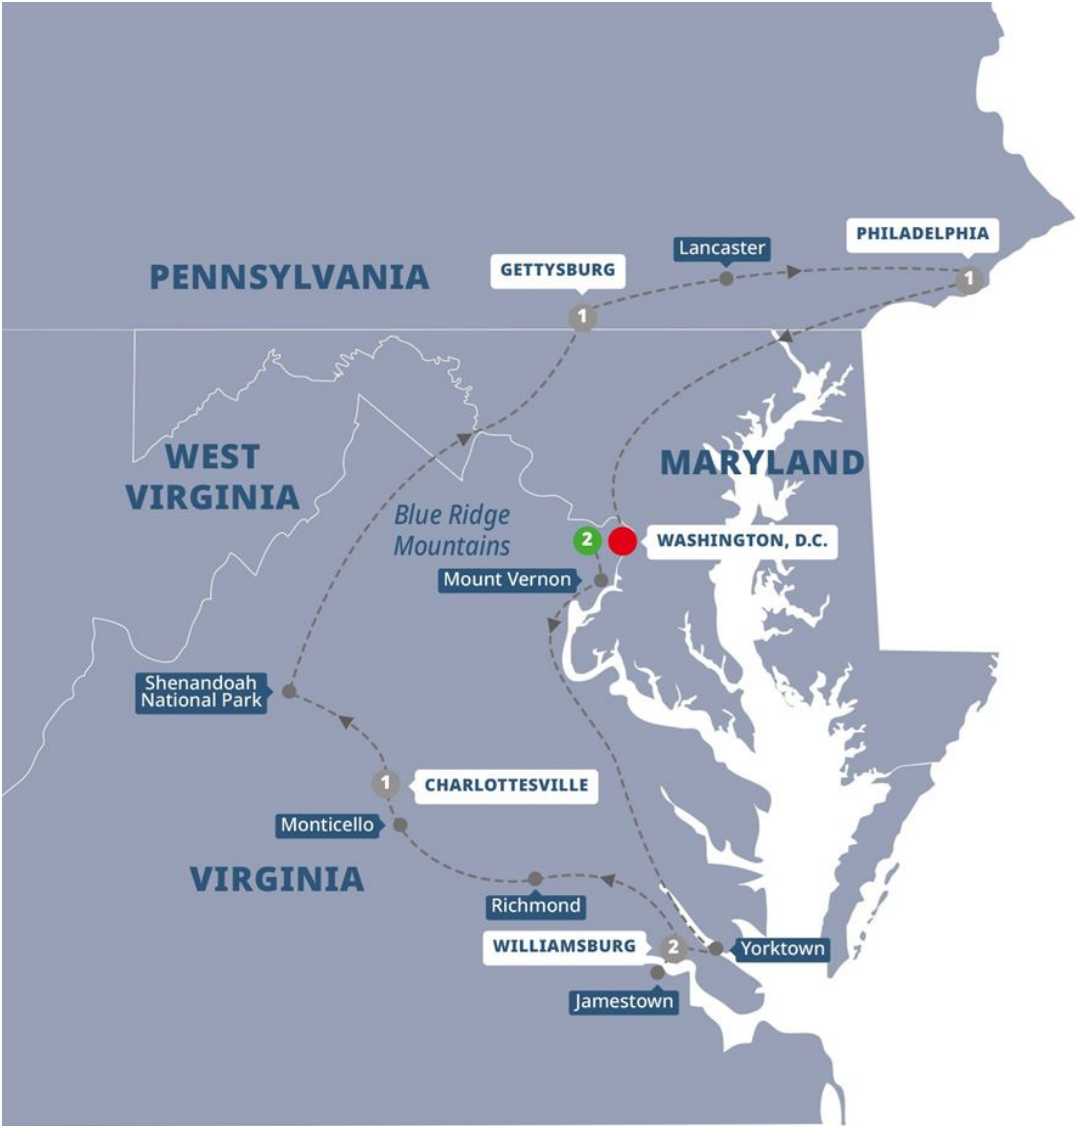 PHILADELPHIA
Lancaster
GETTYSBURG
PENNSYLVANIA
1
1
WEST
VIRGINIA
MARYLAND
Blue Ridge
Mountains
2
WASHINGTON, D.C.
Mount Vernon
Shenandoah
National Park
1
CHARLOTTESVILLE
Monticello
VIRGINIA
Richmond
WILLIAMSBURG
2
Yorktown
Jamestown